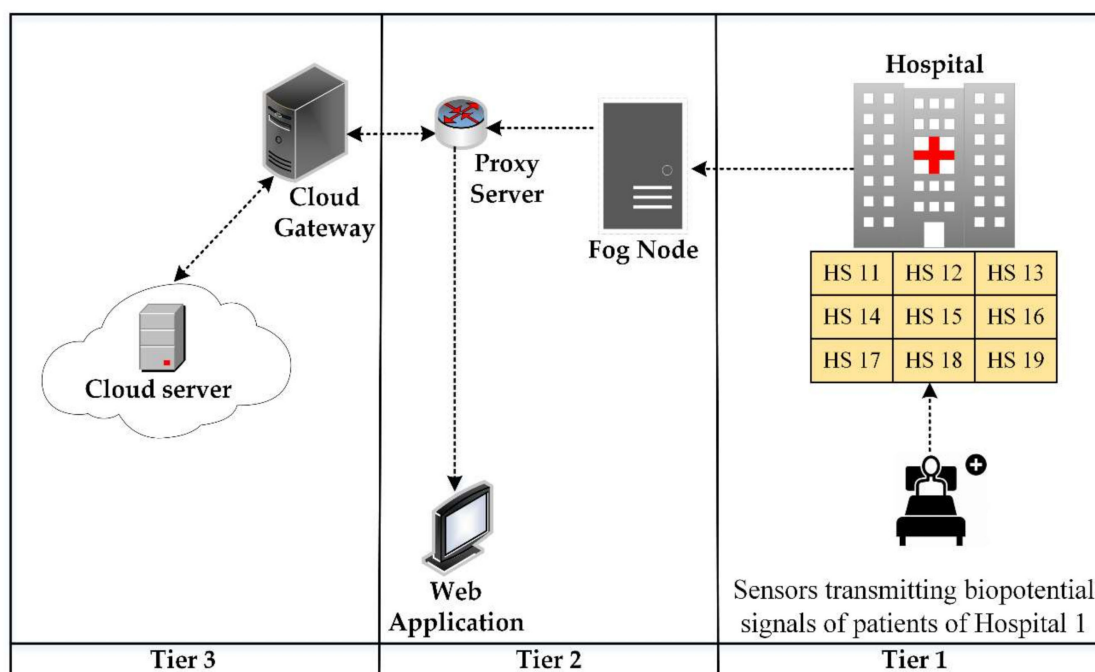 Hospital
Cloud
Gateway
Proxy
Server
Fog Node
HS 11 HS 12 HS 13
HS 14 HS 15 HS 16
HS 17 HS 18 HS 19
Cloud server
Web
Application
Sensors transmitting biopotential
signals of patients of Hospital 1
Tier 3 Tier 2 Tier 1